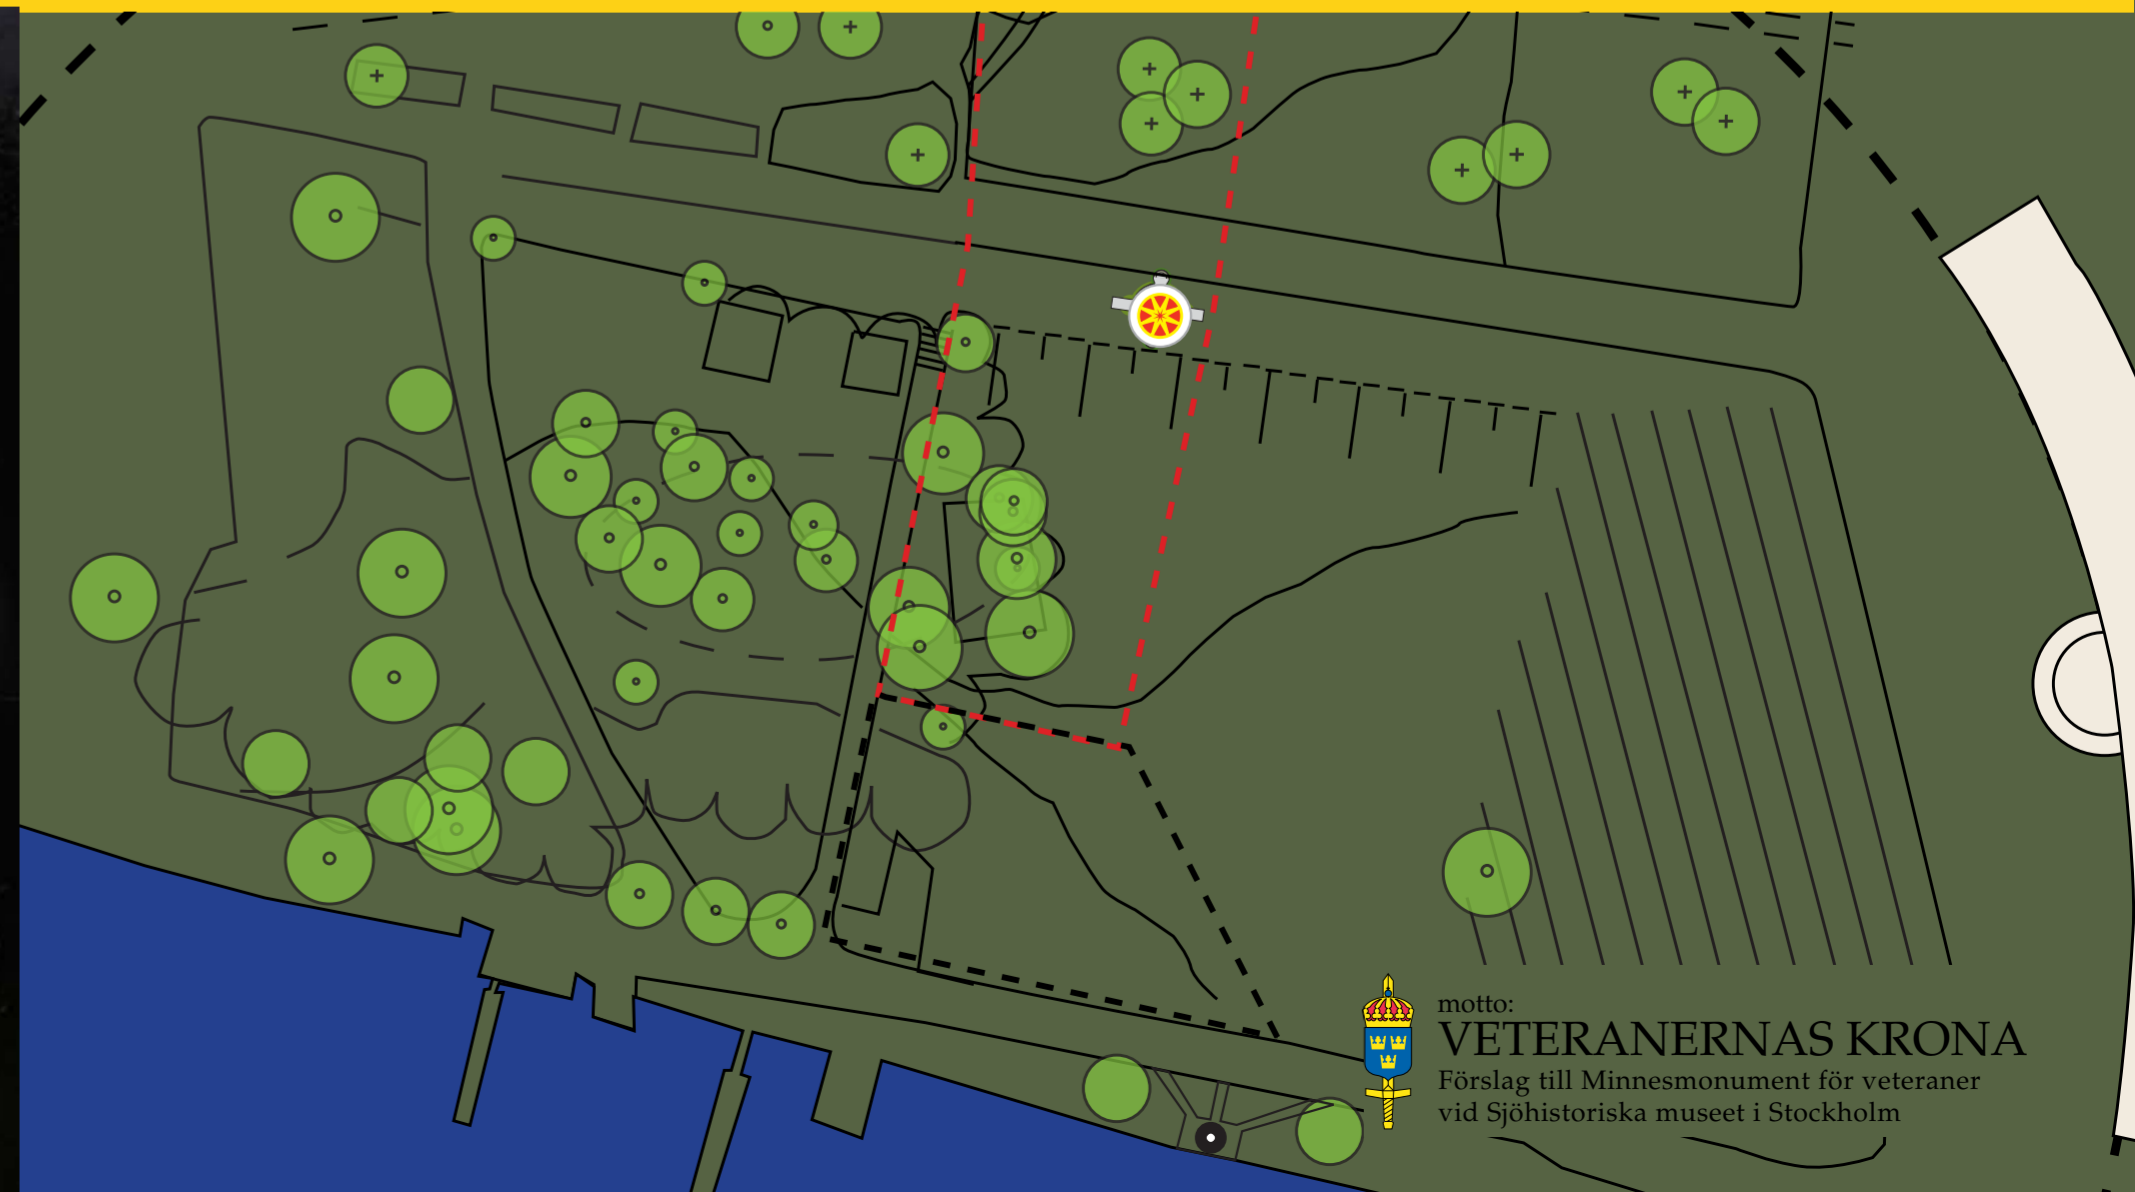 motto:
VETERANERNAS KRONA
Förslag till Minnesmonument för veteraner
vid Sjöhistoriska museet i Stockholm